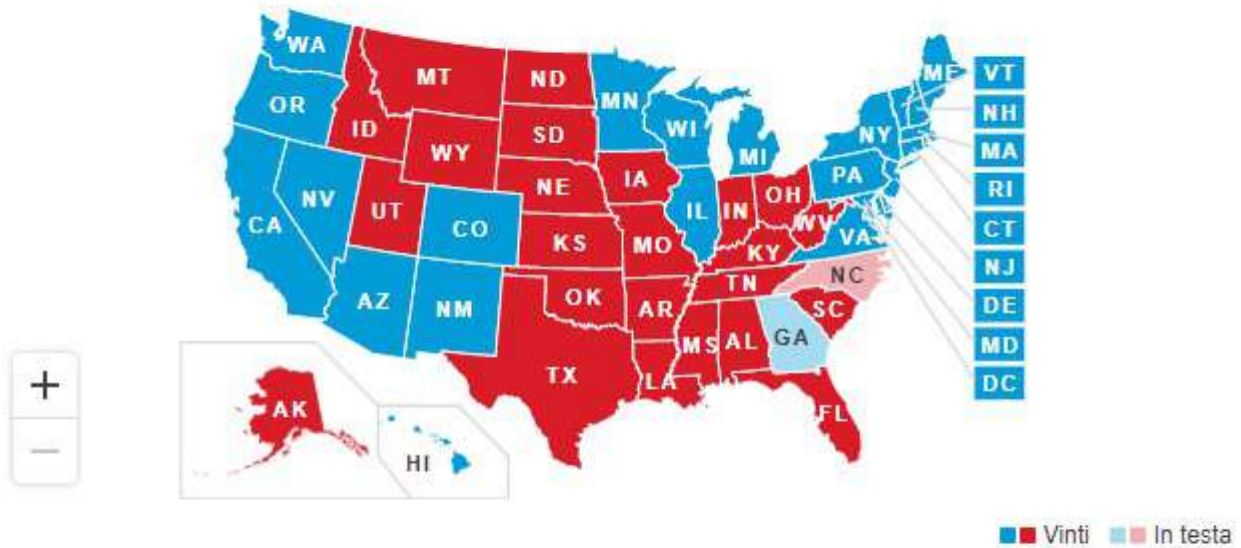 WA
MT
ND
MN
ME
VT
OR
ID
SD
WI
NY
NH
WY
MI
MA
NE
IA
PA
RI
NV
UT
CO
IL
IN
OH
WV
VA
CT
CA
KS
MO
KY
NJ
NC
TN
DE
AZ
NM
OK
AR
SC
MD
MS
AL
GA
DC
TX
LA
FL
AK
HI
+
−
Vinti
In testa